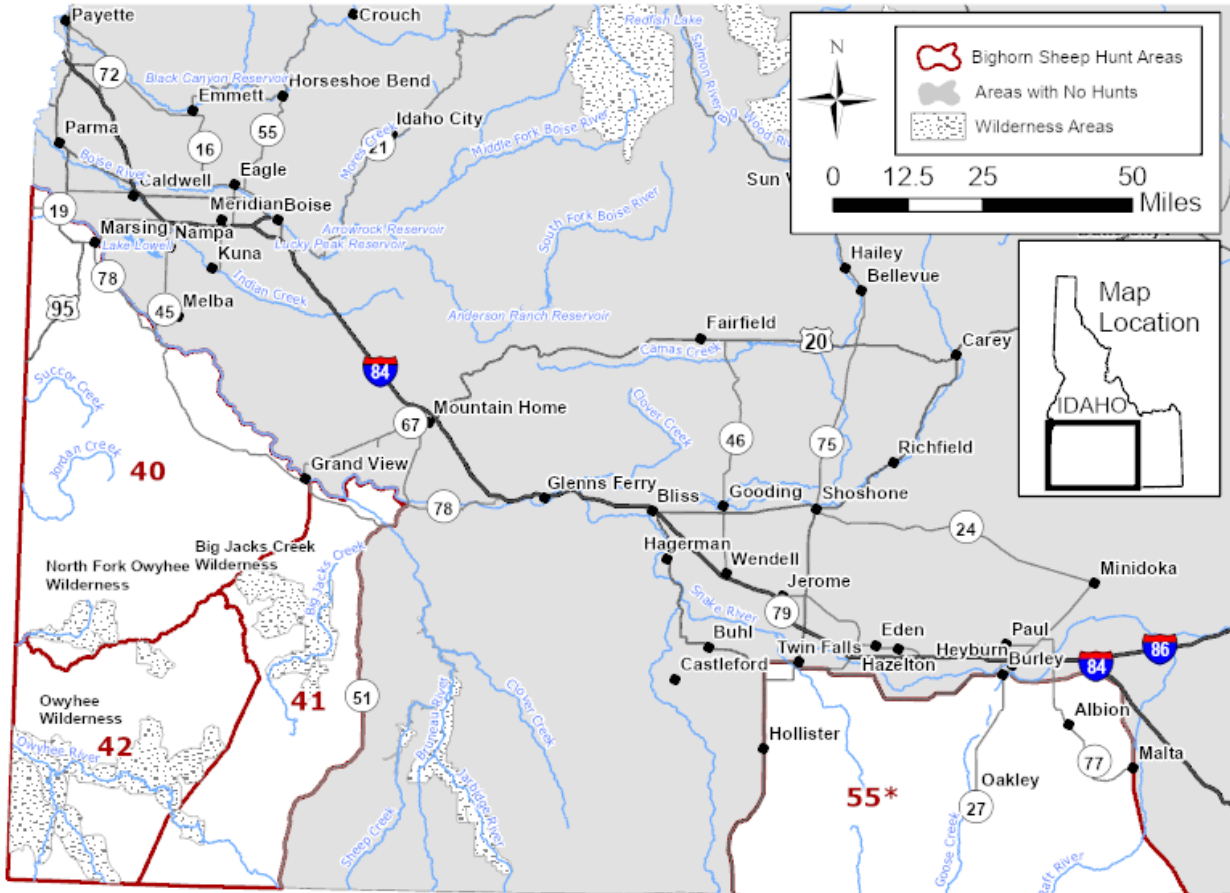 Payette
Crouch
Redfish Lake
Salmon River
72
Black Canyon Reservoir
Horseshoe Bend
Emmett
55
Idaho City
Parma
16
Mores Creek
21
Middle Fork Boise River
Boise River
Eagle
Caldwell
Meridian
Boise
19
Marsing
Nampa
Arrowrock Reservoir
Lucky Peak Reservoir
Lake Lowell
Kuna
South Fork Boise River
78
Indian Creek
95
45
Melba
Anderson Ranch Reservoir
Hailey
Bellevue
Fairfield
20
Camas Creek
Carey
84
Succor Creek
Mountain Home
67
Clover Creek
46
75
Richfield
Jordan Creek
40
Grand View
78
Glenns Ferry
Bliss
Gooding
Shoshone
24
Hagerman
Wendell
Minidoka
Big Jacks Creek
Wilderness
North Fork Owyhee
Wilderness
Big Jacks Creek
Jerome
79
Snake River
Eden
Paul
Buhl
Twin Falls
Heyburn
Hazelton
Burley
84
86
Castleford
41
51
Owyhee
Wilderness
42
Owyhee River
Bruneau River
Clover Creek
Jarbidge River
Sheep Creek
Hollister
Albion
77
Malta
55*
Oakley
27
Goose Creek
N
Bighorn Sheep Hunt Areas
Areas with No Hunts
Wilderness Areas
0 12.5 25 50
Miles
Map
Location
IDAHO